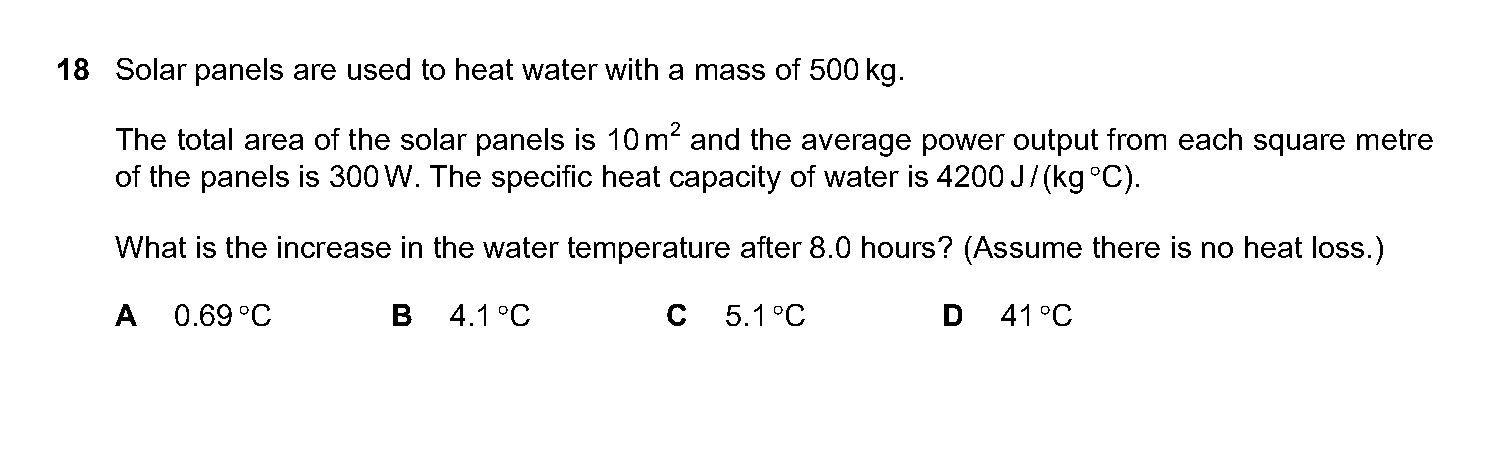 18 Solar panels are used to heat water with a mass of 500 kg.
The total area of the solar panels is 10 m² and the average power output from each square metre
of the panels is 300 W. The specific heat capacity of water is 4200 J / (kg °C).
What is the increase in the water temperature after 8.0 hours? (Assume there is no heat loss.)
A 0.69 °C B 4.1 °C C 5.1 °C D 41 °C